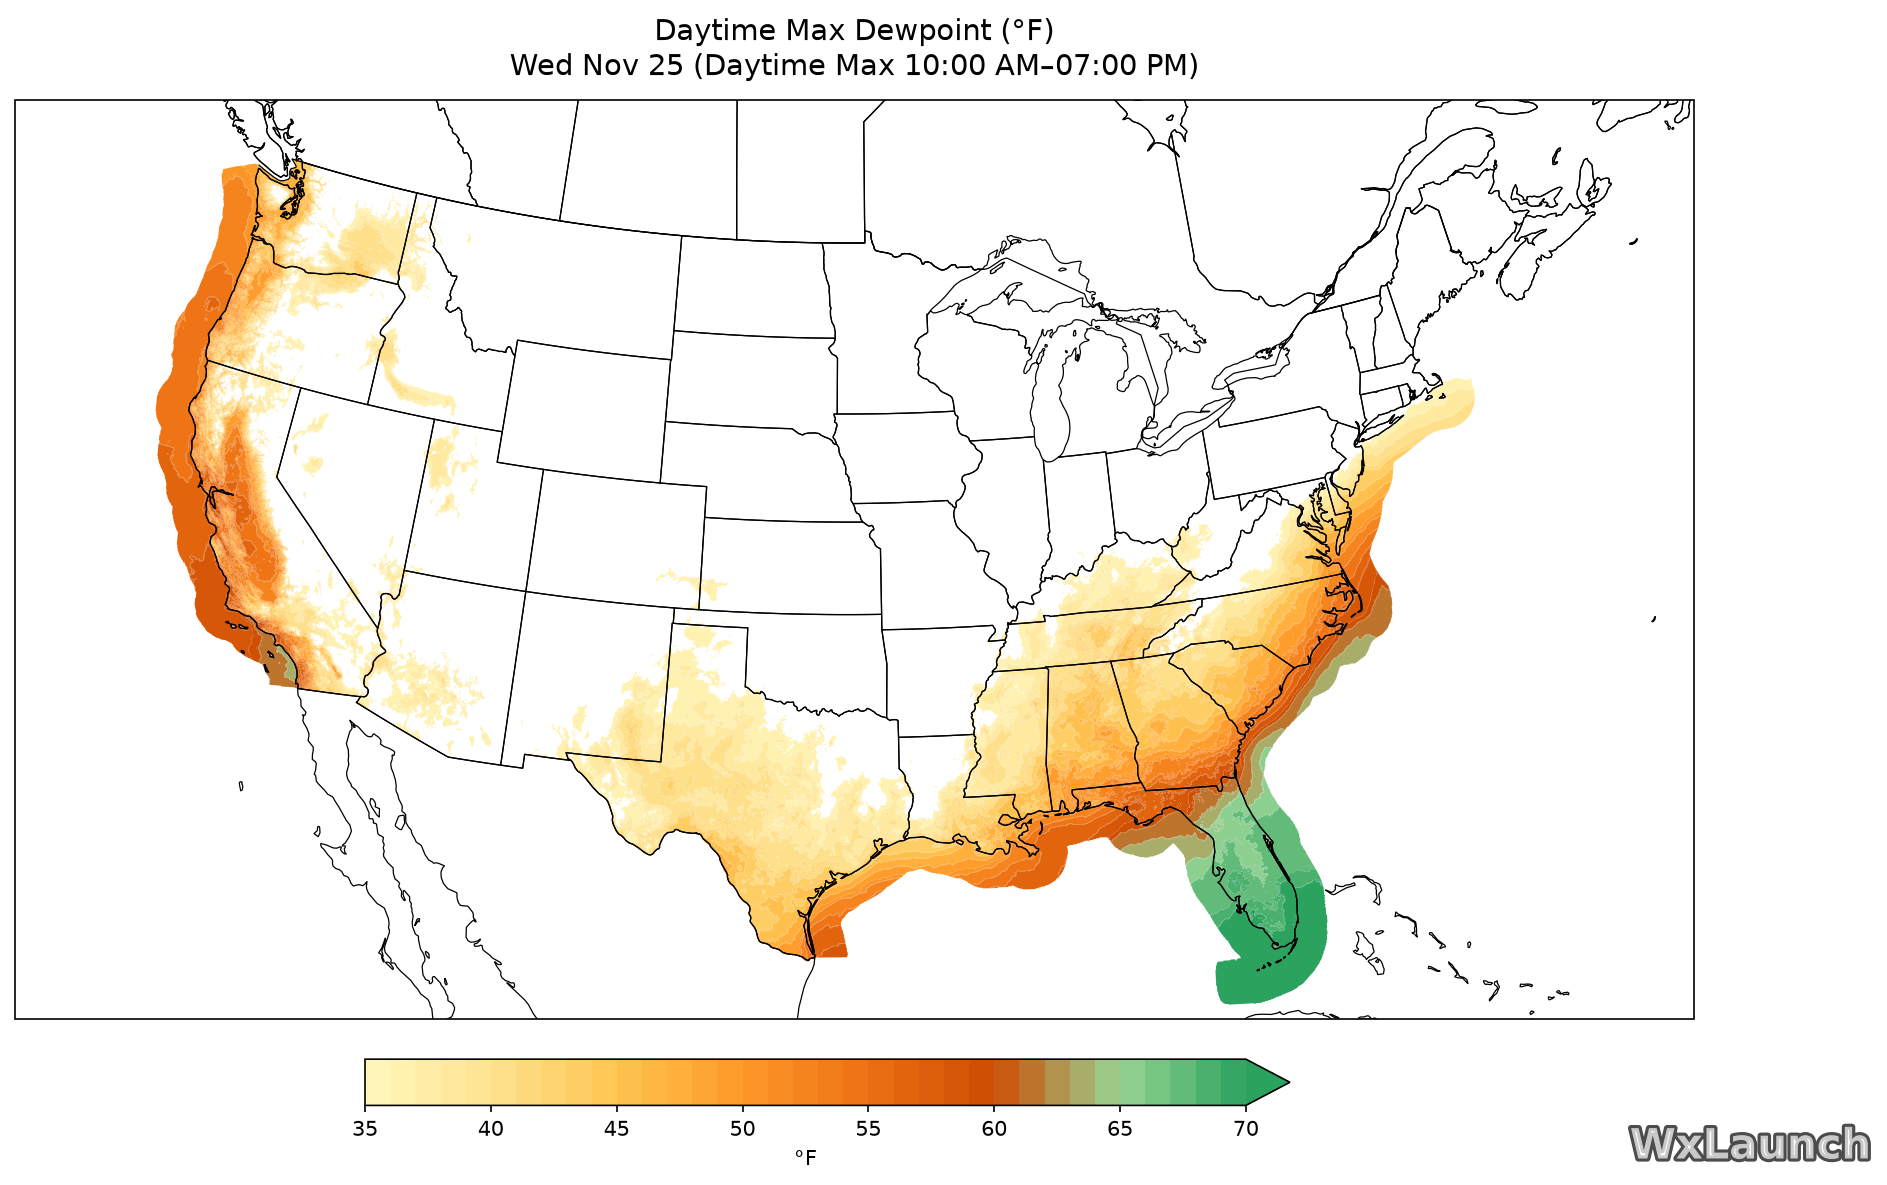 Daytime Max Dewpoint (°F)
Wed Nov 25 (Daytime Max 10:00 AM–07:00 PM)
35 40 45 50 55 60 65 70
°F
WxLaunch